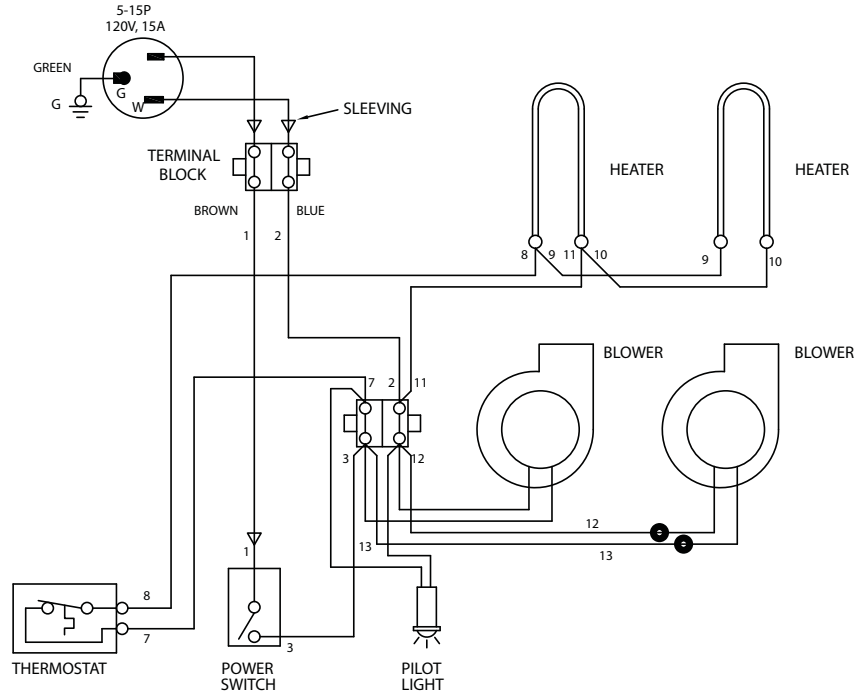 5-15P
120V, 15A
GREEN
G
G
W
SLEEVING
TERMINAL
BLOCK
BROWN
BLUE
1
2
HEATER
HEATER
8
9
11
10
9
10
BLOWER
BLOWER
7
2
11
3
12
12
13
13
1
3
8
7
THERMOSTAT
POWER
SWITCH
PILOT
LIGHT